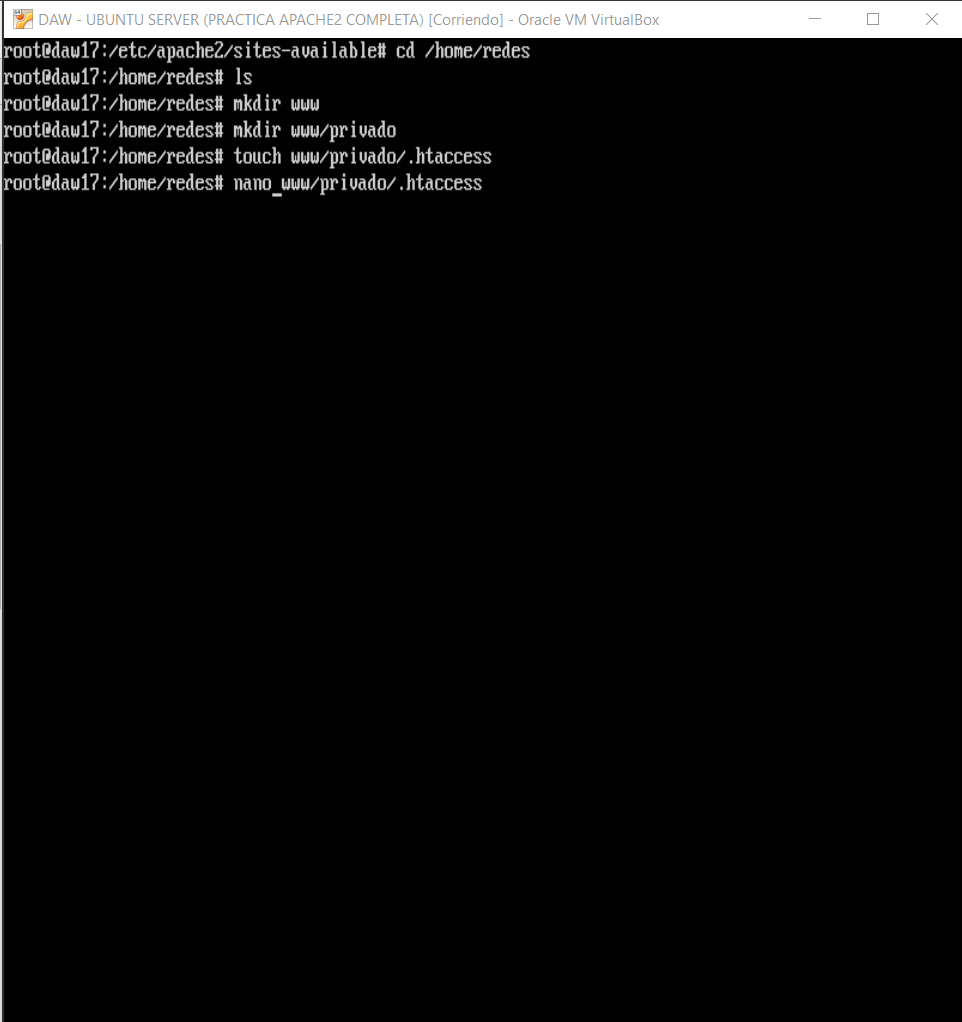 DAW - UBUNTU SERVER (PRACTICA APACHE2 COMPLETA) [Corriendo] - Oracle VM VirtualBox
root@daw17:/etc/apache2/sites-available# cd /home/redes
root@daw17:/home/redes# ls
root@daw17:/home/redes# mkdir www
root@daw17:/home/redes# mkdir www/privado
root@daw17:/home/redes# touch www/privado/.htaccess
root@daw17:/home/redes# nano www/privado/.htaccess